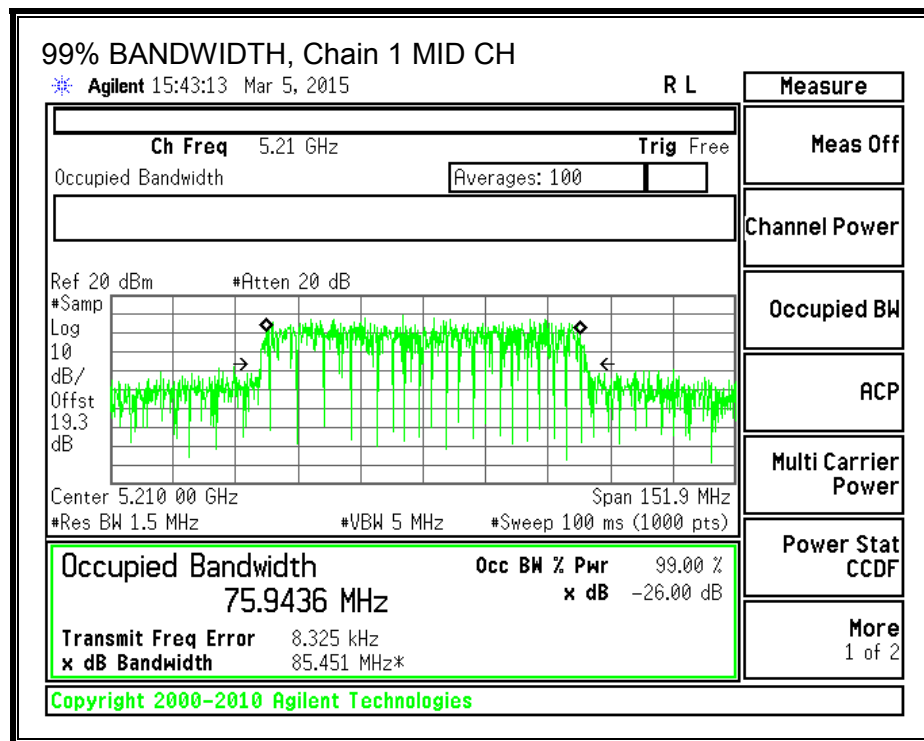 99% BANDWIDTH, Chain 1 MID CH
Agilent 15:43:13 Mar 5, 2015 R L
Measure
Ch Freq 5.21 GHz Trig Free
Meas Off
Occupied Bandwidth Averages: 100
Channel Power
Ref 20 dBm #Atten 20 dB
#Samp
Log
10
dB/
Offst
19.3
dB
Occupied BW
ACP
Multi Carrier
Power
Center 5.210 00 GHz Span 151.9 MHz
#Res BW 1.5 MHz #VBW 5 MHz #Sweep 100 ms (1000 pts)
Power Stat
CCDF
Occupied Bandwidth Occ BW % Pwr 99.00 %
75.9436 MHz x dB -26.00 dB
Transmit Freq Error 8.325 kHz
x dB Bandwidth 85.451 MHz*
More
1 of 2
Copyright 2000-2010 Agilent Technologies